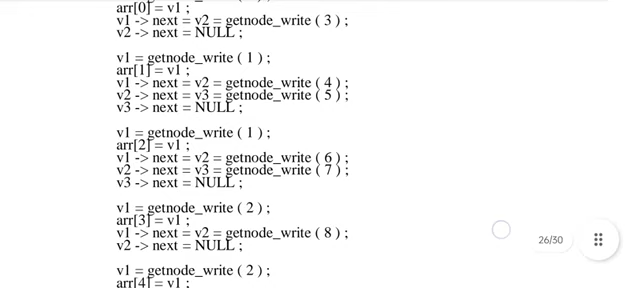 arr[0] = v1 ;
v1 -> next = v2 = getnode_write ( 3 ) ;
v2 -> next = NULL ;
v1 = getnode_write ( 1 ) ;
arr[1] = v1 ;
v1 -> next = v2 = getnode_write ( 4 ) ;
v2 -> next = v3 = getnode_write ( 5 ) ;
v3 -> next = NULL ;
v1 = getnode_write ( 1 ) ;
arr[2] = v1 ;
v1 -> next = v2 = getnode_write ( 6 ) ;
v2 -> next = v3 = getnode_write ( 7 ) ;
v3 -> next = NULL ;
v1 = getnode_write ( 2 ) ;
arr[3] = v1 ;
v1 -> next = v2 = getnode_write ( 8 ) ;
v2 -> next = NULL ;
26/30
v1 = getnode_write ( 2 ) ;
arr[4] = v1 ;